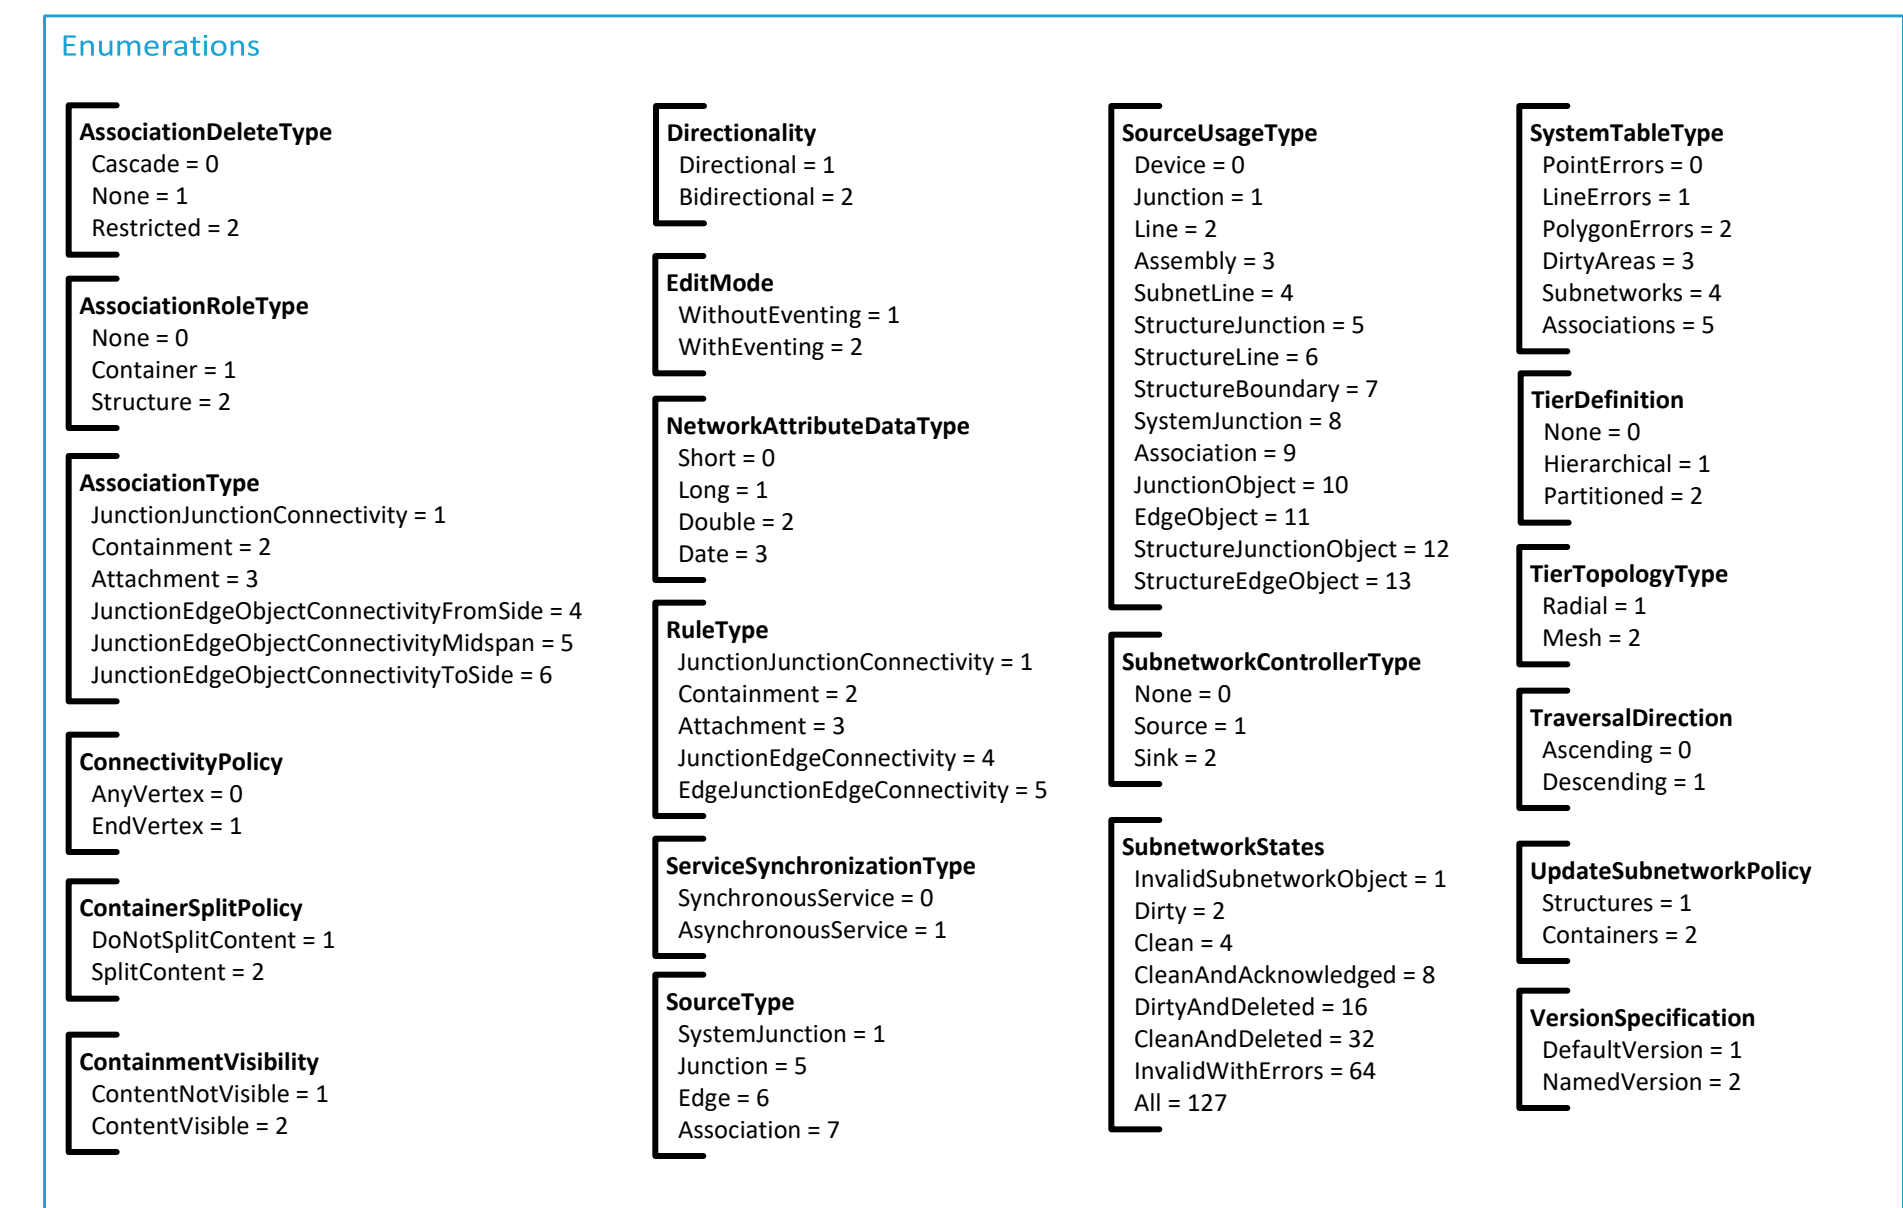 Enumerations
AssociationDeleteType
Cascade = 0
None = 1
Restricted = 2
AssociationRoleType
None = 0
Container = 1
Structure = 2
AssociationType
JunctionJunctionConnectivity = 1
Containment = 2
Attachment = 3
JunctionEdgeObjectConnectivityFromSide = 4
JunctionEdgeObjectConnectivityMidspan = 5
JunctionEdgeObjectConnectivityToSide = 6
ConnectivityPolicy
AnyVertex = 0
EndVertex = 1
ContainerSplitPolicy
DoNotSplitContent = 1
SplitContent = 2
ContainmentVisibility
ContentNotVisible = 1
ContentVisible = 2
Directionality
Directional = 1
Bidirectional = 2
EditMode
WithoutEventing = 1
WithEventing = 2
NetworkAttributeDataType
Short = 0
Long = 1
Double = 2
Date = 3
RuleType
JunctionJunctionConnectivity = 1
Containment = 2
Attachment = 3
JunctionEdgeConnectivity = 4
EdgeJunctionEdgeConnectivity = 5
ServiceSynchronizationType
SynchronousService = 0
AsynchronousService = 1
SourceType
SystemJunction = 1
Junction = 5
Edge = 6
Association = 7
SourceUsageType
Device = 0
Junction = 1
Line = 2
Assembly = 3
SubnetLine = 4
StructureJunction = 5
StructureLine = 6
StructureBoundary = 7
SystemJunction = 8
Association = 9
JunctionObject = 10
EdgeObject = 11
StructureJunctionObject = 12
StructureEdgeObject = 13
SubnetworkControllerType
None = 0
Source = 1
Sink = 2
SubnetworkStates
InvalidSubnetworkObject = 1
Dirty = 2
Clean = 4
CleanAndAcknowledged = 8
DirtyAndDeleted = 16
CleanAndDeleted = 32
InvalidWithErrors = 64
All = 127
SystemTableType
PointErrors = 0
LineErrors = 1
PolygonErrors = 2
DirtyAreas = 3
Subnetworks = 4
Associations = 5
TierDefinition
None = 0
Hierarchical = 1
Partitioned = 2
TierTopologyType
Radial = 1
Mesh = 2
TraversalDirection
Ascending = 0
Descending = 1
UpdateSubnetworkPolicy
Structures = 1
Containers = 2
VersionSpecification
DefaultVersion = 1
NamedVersion = 2